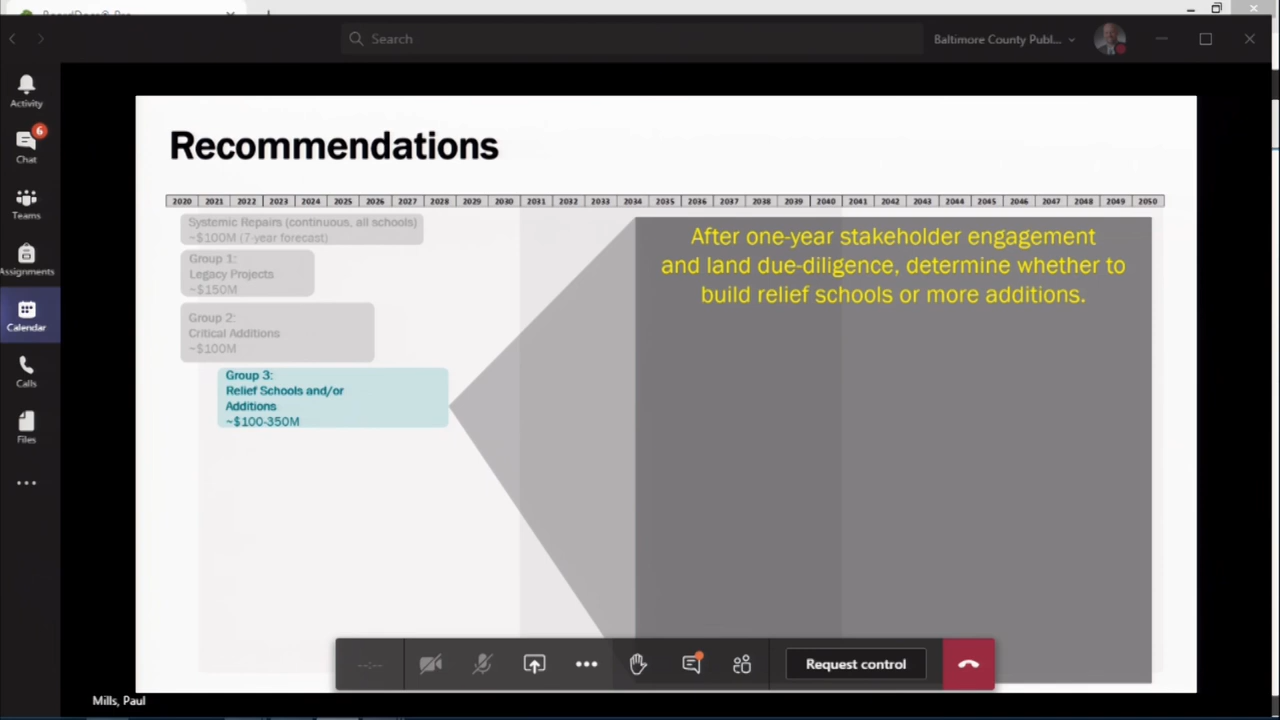 Search
Baltimore County Publ...
Activity
6
Chat
Teams
Assignments
Calendar
Calls
Files
Recommendations
2020 2021 2022 2023 2024 2025 2026 2027 2028 2029 2030 2031 2032 2033 2034 2035 2036 2037 2038 2039 2040 2041 2042 2043 2044 2045 2046 2047 2048 2049 2050
Systemic Repairs (continuous, all schools)
~$100M (7-year forecast)
Group 1:
Legacy Projects
~$150M
Group 2:
Critical Additions
~$100M
Group 3:
Relief Schools and/or
Additions
~$100-350M
After one-year stakeholder engagement
and land due-diligence, determine whether to
build relief schools or more additions.
--:--
Request control
Mills, Paul